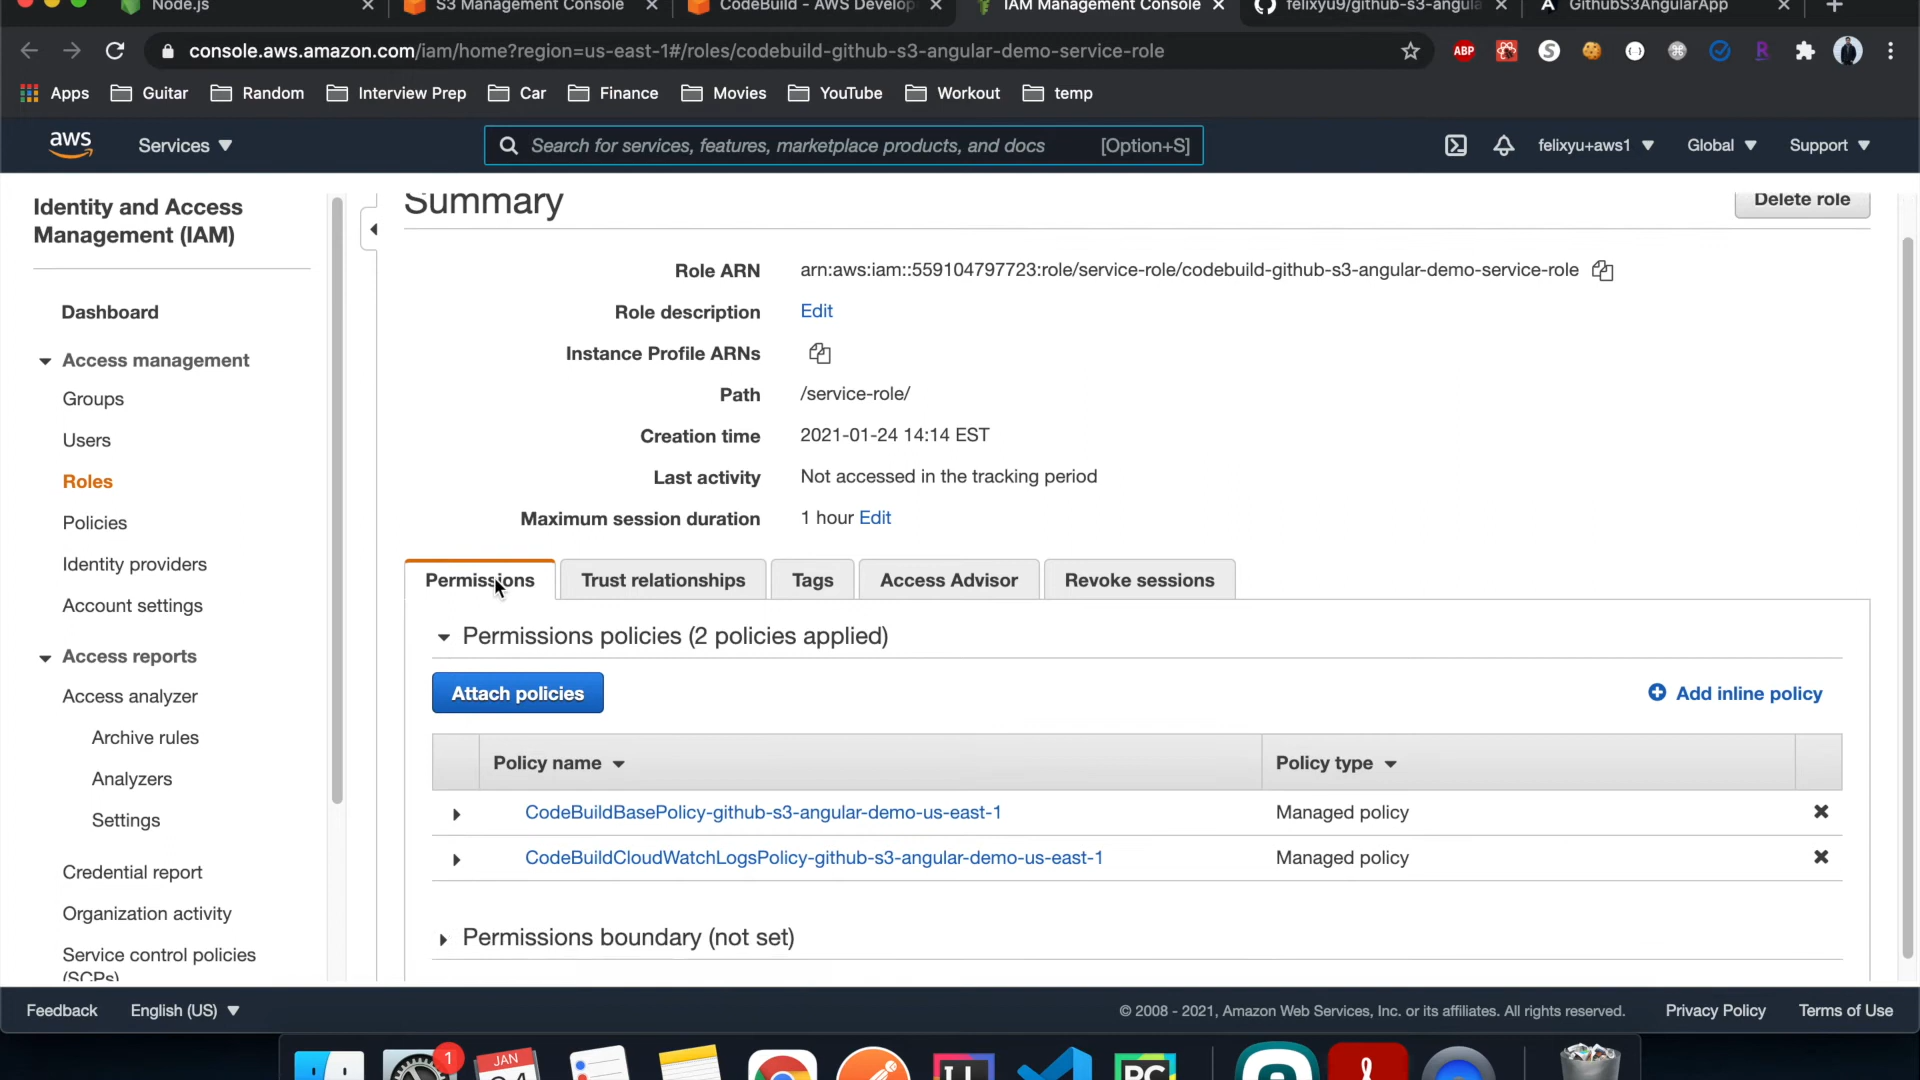 Node.js
S3 Management Console
CodeBuild - AWS Develop
IAM Management Console
felixyu9/github-s3-angula
GithubS3AngularApp
console.aws.amazon.com/iam/home?region=us-east-1#/roles/codebuild-github-s3-angular-demo-service-role
ABP
Apps
Guitar
Random
Interview Prep
Car
Finance
Movies
YouTube
Workout
temp
aws
Services
Search for services, features, marketplace products, and docs
[Option+S]
felixyu+aws1
Global
Support
Identity and Access
Management (IAM)
Dashboard
Access management
Groups
Users
Roles
Policies
Identity providers
Account settings
Access reports
Access analyzer
Archive rules
Analyzers
Settings
Credential report
Organization activity
Service control policies
(SCPs)
Summary
Delete role
Role ARN
arn:aws:iam::559104797723:role/service-role/codebuild-github-s3-angular-demo-service-role
Role description
Edit
Instance Profile ARNs
Path
/service-role/
Creation time
2021-01-24 14:14 EST
Last activity
Not accessed in the tracking period
Maximum session duration
1 hour Edit
Permissions
Trust relationships
Tags
Access Advisor
Revoke sessions
Permissions policies (2 policies applied)
Attach policies
Add inline policy
Policy name
Policy type
CodeBuildBasePolicy-github-s3-angular-demo-us-east-1
Managed policy
CodeBuildCloudWatchLogsPolicy-github-s3-angular-demo-us-east-1
Managed policy
Permissions boundary (not set)
Feedback
English (US)
© 2008 - 2021, Amazon Web Services, Inc. or its affiliates. All rights reserved.
Privacy Policy
Terms of Use
1
JAN
PC